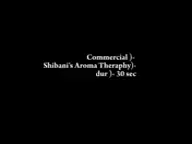 Commercial )-
Shibani's Aroma Theraphy)-
dur )- 30 sec